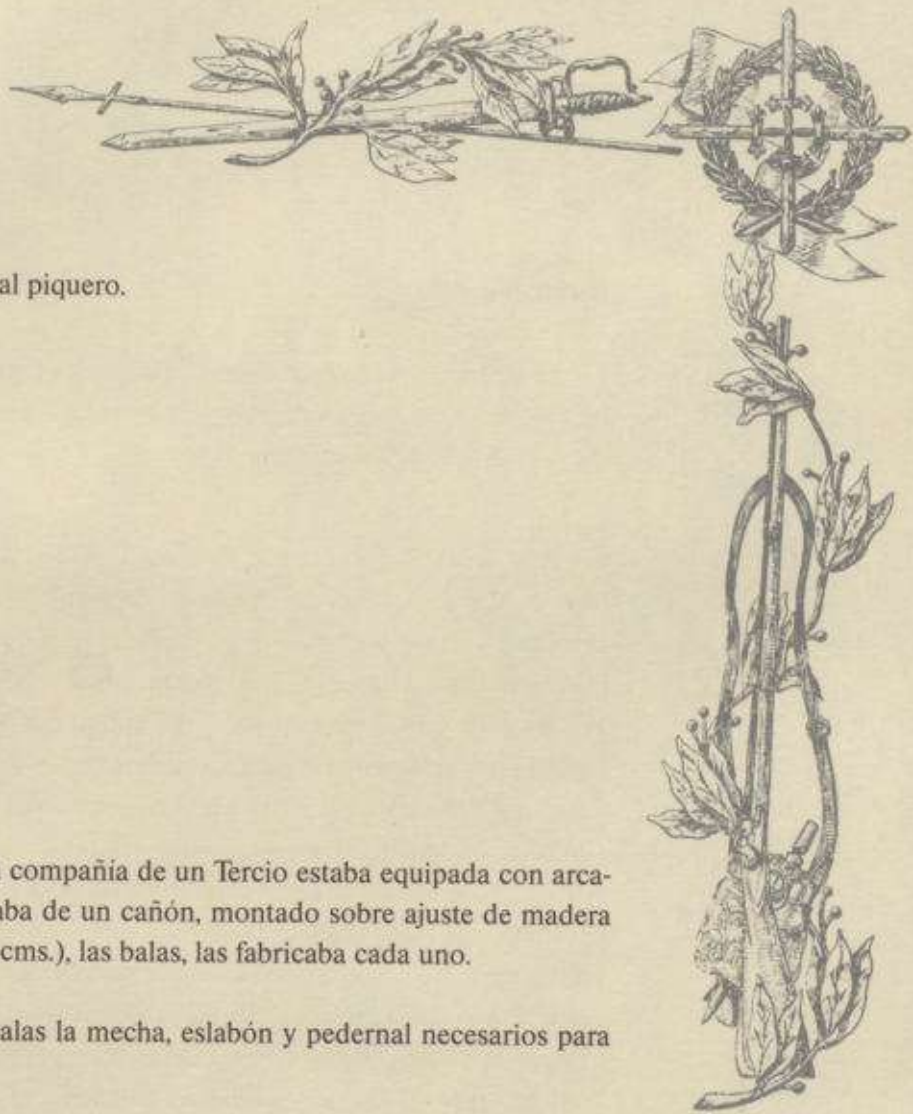 al piquero.
compañía de un Tercio estaba equipada con arca-
aba de un cañón, montado sobre ajuste de madera
cms.), las balas, las fabricaba cada uno.
alas la mecha, eslabón y pedernal necesarios para